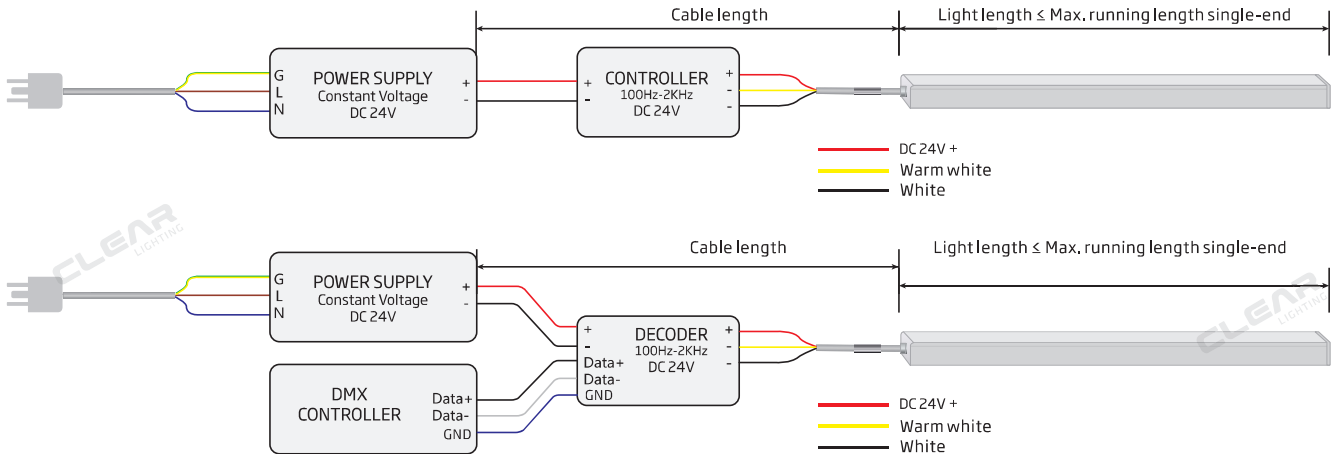 Cable length
Light length ≤ Max. running length single-end
G
L
N
POWER SUPPLY
Constant Voltage
DC 24V
+
-
+
-
CONTROLLER
100Hz-2KHz
DC 24V
+
-
-
DC 24V +
Warm white
White
CLEAR
LIGHTING
Cable length
Light length ≤ Max. running length single-end
G
L
N
POWER SUPPLY
Constant Voltage
DC 24V
+
-
+
-
Data+
Data-
GND
DECODER
100Hz-2KHz
DC 24V
+
-
-
CLEAR
LIGHTING
DMX
CONTROLLER
Data+
Data-
GND
DC 24V +
Warm white
White